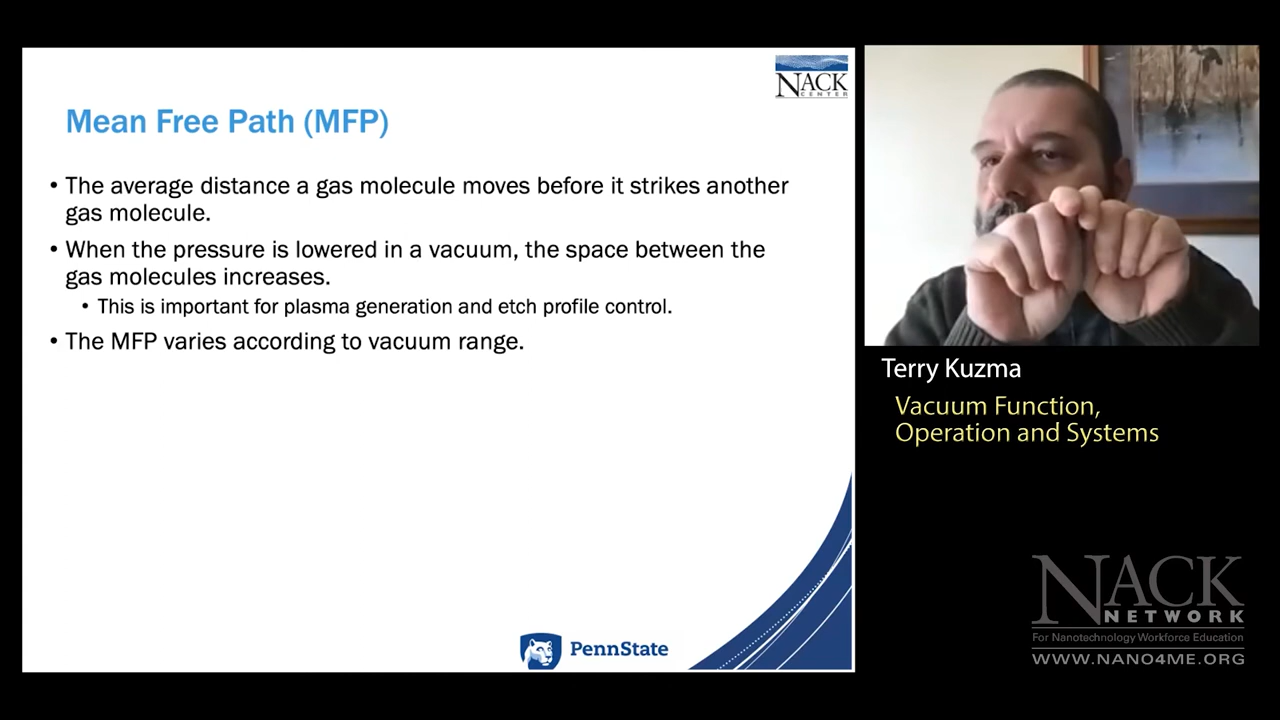 NACK
CENTER
Mean Free Path (MFP)
• The average distance a gas molecule moves before it strikes another
gas molecule.
• When the pressure is lowered in a vacuum, the space between the
gas molecules increases.
• This is important for plasma generation and etch profile control.
• The MFP varies according to vacuum range.
PennState
Terry Kuzma
Vacuum Function,
Operation and Systems
NACK
NETWORK
For Nanotechnology Workforce Education
WWW.NANO4ME.ORG